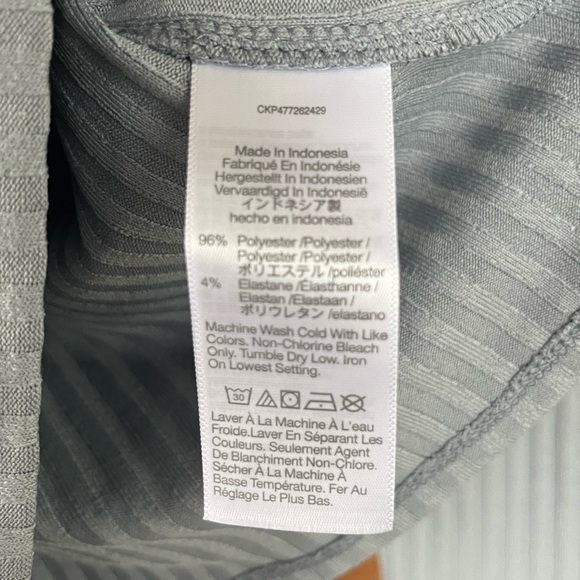 CKP477262429
Made In Indonesia
Fabriqué En Indonésie
Hergestellt In Indonesien
Vervaardigd In Indonesië
インドネシア製
hecho en indonesia
96% Polyester /Polyester /
Polyester /Polyester /
ポリエステル /poliéster
4% Elastane /Élasthanne /
Elastan /Elastaan /
ポリウレタン /elastano
Machine Wash Cold With Like
Colors. Non-Chlorine Bleach
Only. Tumble Dry Low. Iron
On Lowest Setting.
30
Laver À La Machine À L'eau
Froide.Laver En Séparant Les
Couleurs. Seulement Agent
De Blanchiment Non-Chlore.
Sécher À La Machine À
Basse Température. Fer Au
Réglage Le Plus Bas.